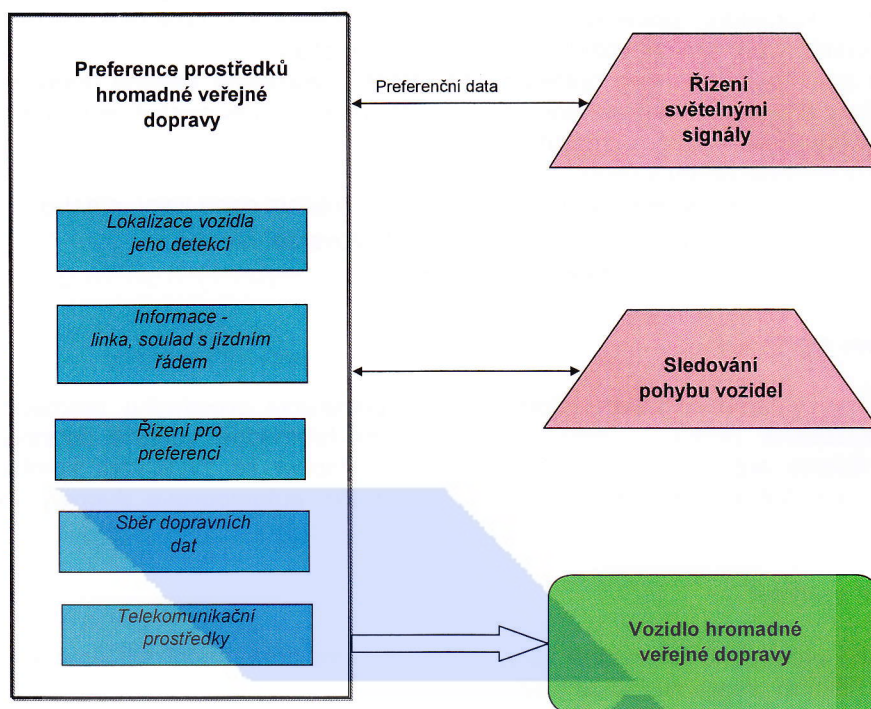 Preference prostředků
hromadné veřejné
dopravy
Preferenční data
Řízení
světelnými
signály
Lokalizace vozidla
jeho detekcí
Informace -
linka, soulad s jízdním
řádem
Sledování
pohybu vozidel
Řízení pro
preferenci
Sběr dopravních
dat
Telekomunikační
prostředky
Vozidlo hromadné
veřejné dopravy